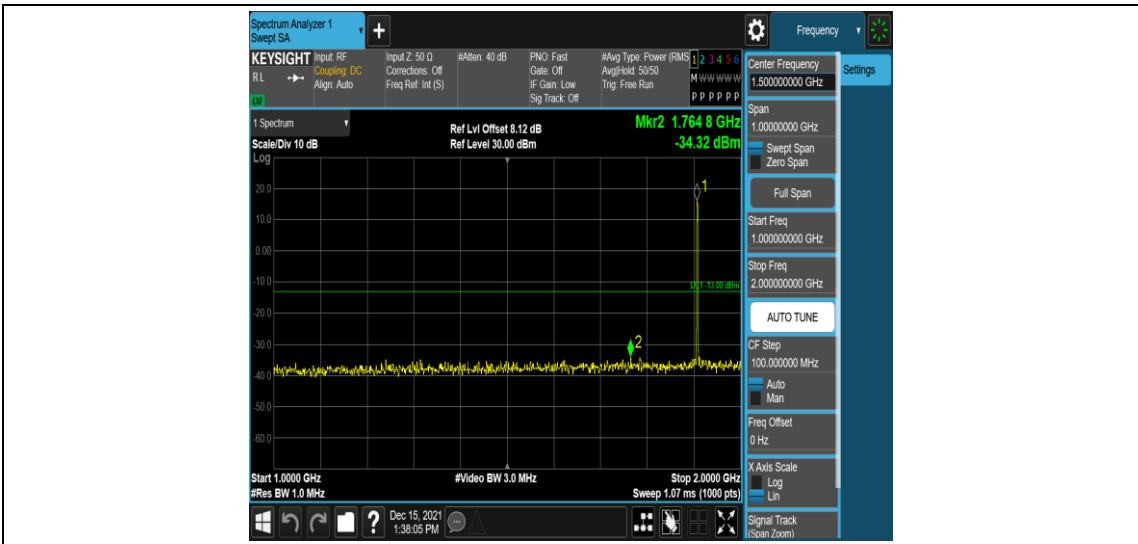 Spectrum Analyzer 1
Swept SA
+
Frequency
KEYSIGHT
RL
LXI
Input: RF
Coupling: DC
Align: Auto
Input Z: 50 Ω
Corrections: Off
Freq Ref: Int (S)
#Atten: 40 dB
PNO: Fast
Gate: Off
IF Gain: Low
Sig Track: Off
#Avg Type: Power (RMS
Avg|Hold: 50/50
Trig: Free Run
1 2 3 4 5 6
M W W W W W
P P P P P P
1 Spectrum
Scale/Div 10 dB
Log
Ref Lvl Offset 8.12 dB
Ref Level 30.00 dBm
Mkr2 1.764 8 GHz
-34.32 dBm
20.0
10.0
0.00
-10.0
-20.0
-30.0
-40.0
-50.0
-60.0
1
DL1 -13.00 dBm
2
Start 1.0000 GHz
#Res BW 1.0 MHz
#Video BW 3.0 MHz
Stop 2.0000 GHz
Sweep 1.07 ms (1000 pts)
?
Dec 15, 2021
1:38:05 PM
Center Frequency
1.500000000 GHz
Span
1.00000000 GHz
Swept Span
Zero Span
Full Span
Start Freq
1.000000000 GHz
Stop Freq
2.000000000 GHz
AUTO TUNE
CF Step
100.000000 MHz
Auto
Man
Freq Offset
0 Hz
X Axis Scale
Log
Lin
Signal Track
(Span Zoom)
Settings